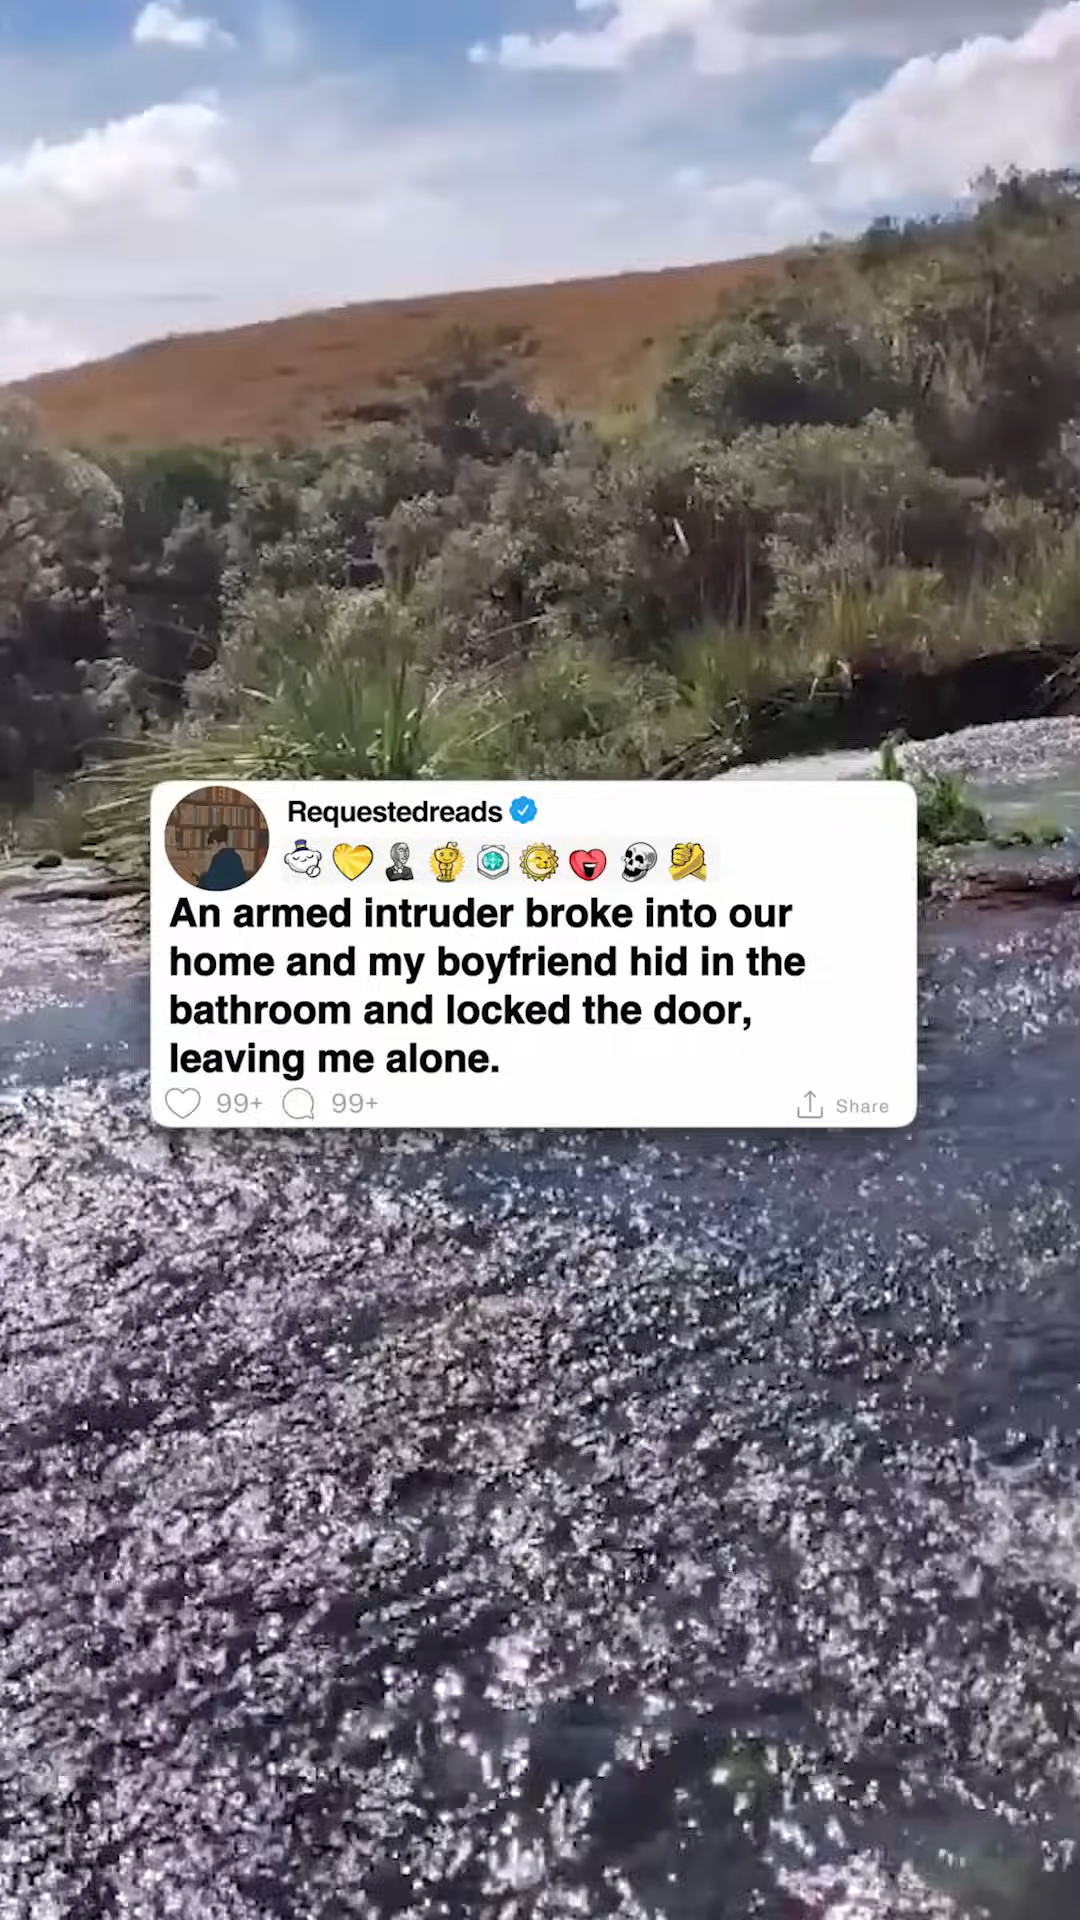 Requestedreads
An armed intruder broke into our
home and my boyfriend hid in the
bathroom and locked the door,
leaving me alone.
99+ 99+ Share